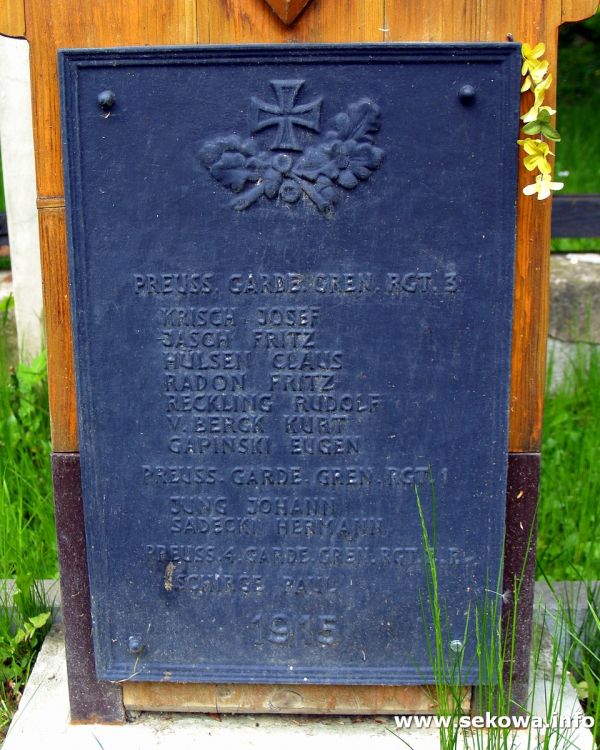 PREUSS. GARDE. GREN. RGT. 3
KRISCH JOSEF
JASCH FRITZ
HÜLSEN CLAUS
RADON FRITZ
RECKLING RUDOLF
V. BERCK KURT
GAPINSKI EUGEN
PREUSS. GARDE. GREN. RGT. 1
JUNG JOHANN
SADECKI HERMANN
PREUSS. 4. GARDE. GREN. RGT.
SCHIRGE PAUL
1915
www.sekowa.info